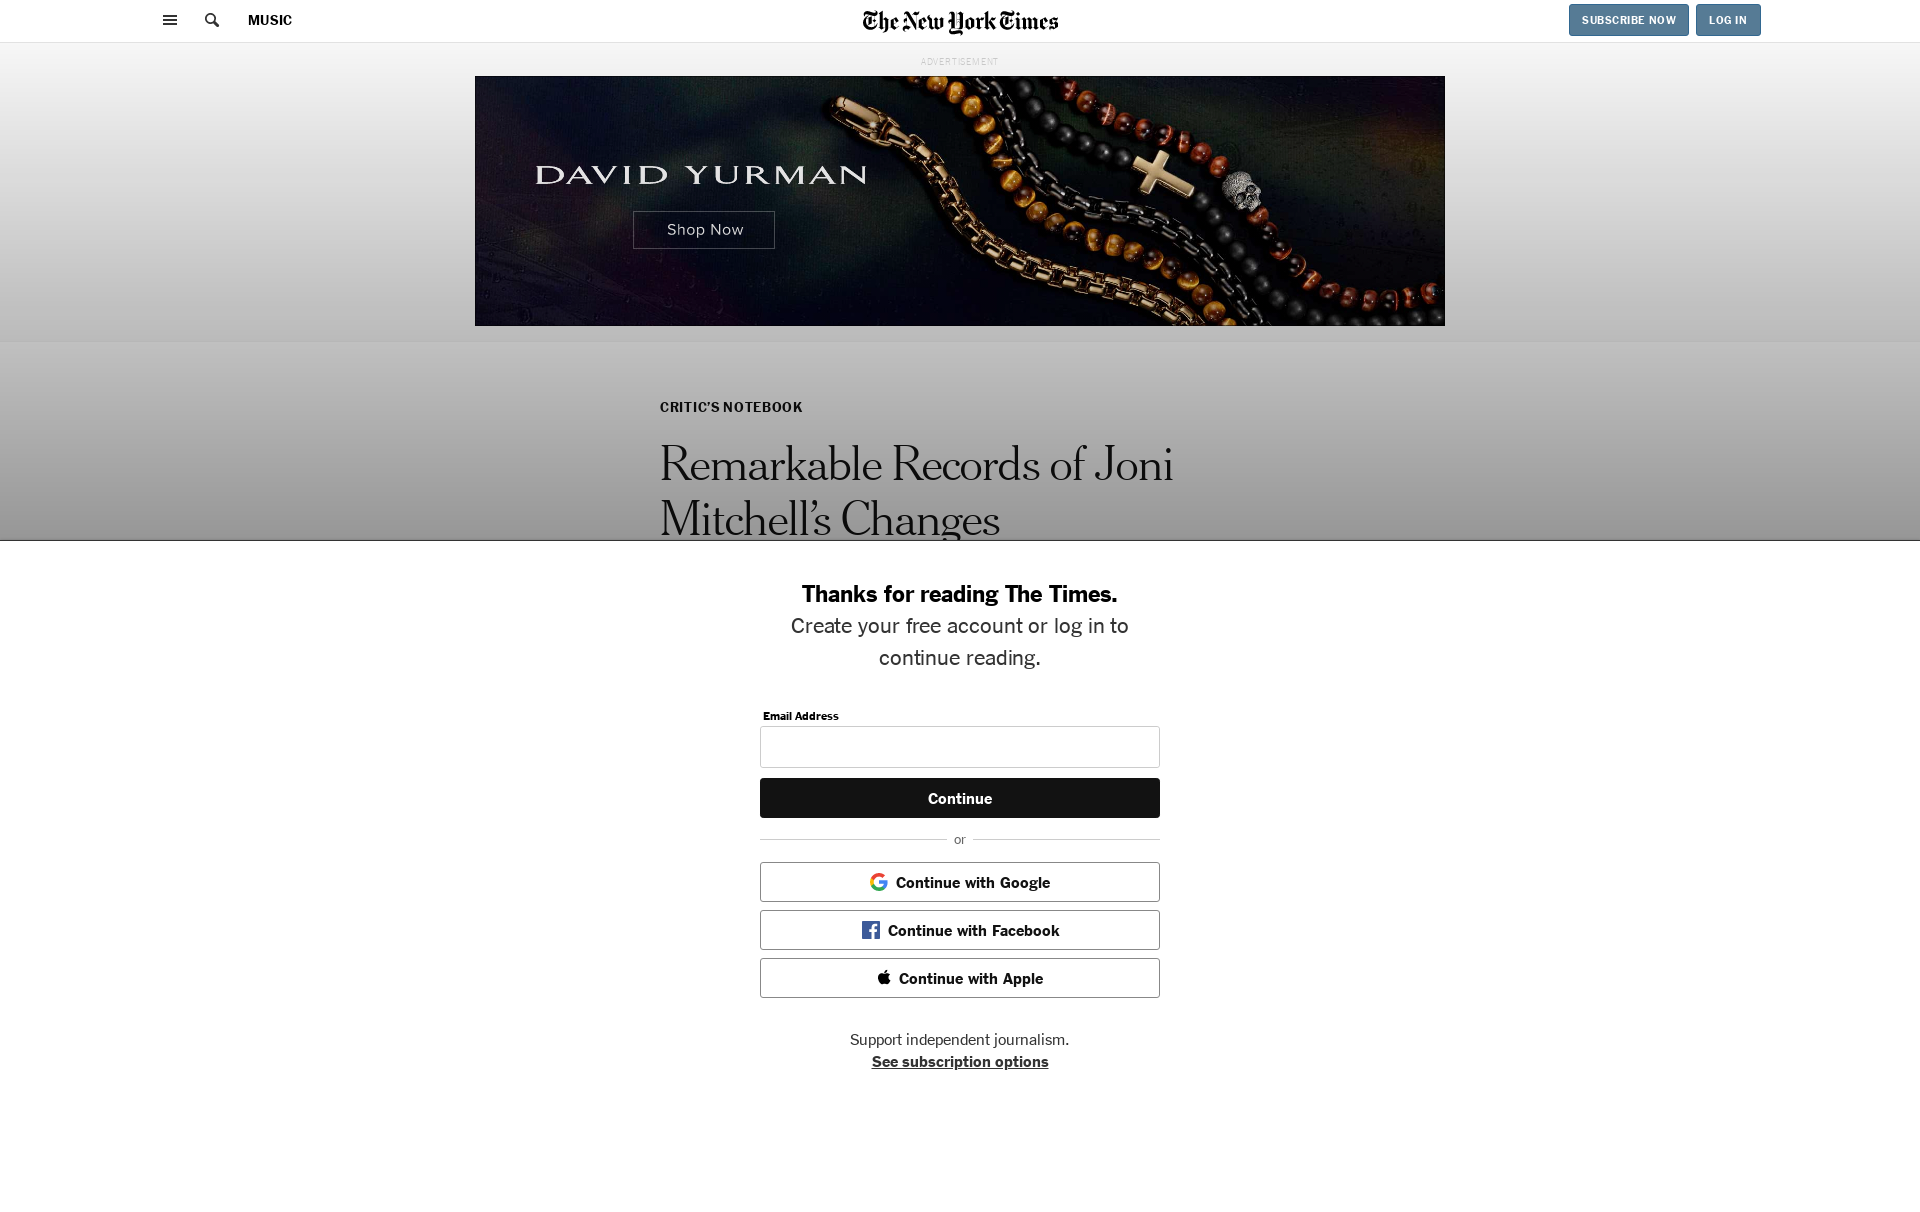 MUSIC
The New York Times
SUBSCRIBE NOW
LOG IN
ADVERTISEMENT
DAVID YURMAN
Shop Now
CRITIC’S NOTEBOOK
Remarkable Records of Joni
Mitchell’s Changes
Thanks for reading The Times.
Create your free account or log in to
continue reading.
Email Address
Continue
or
Continue with Google
Continue with Facebook
Continue with Apple
Support independent journalism.
See subscription options